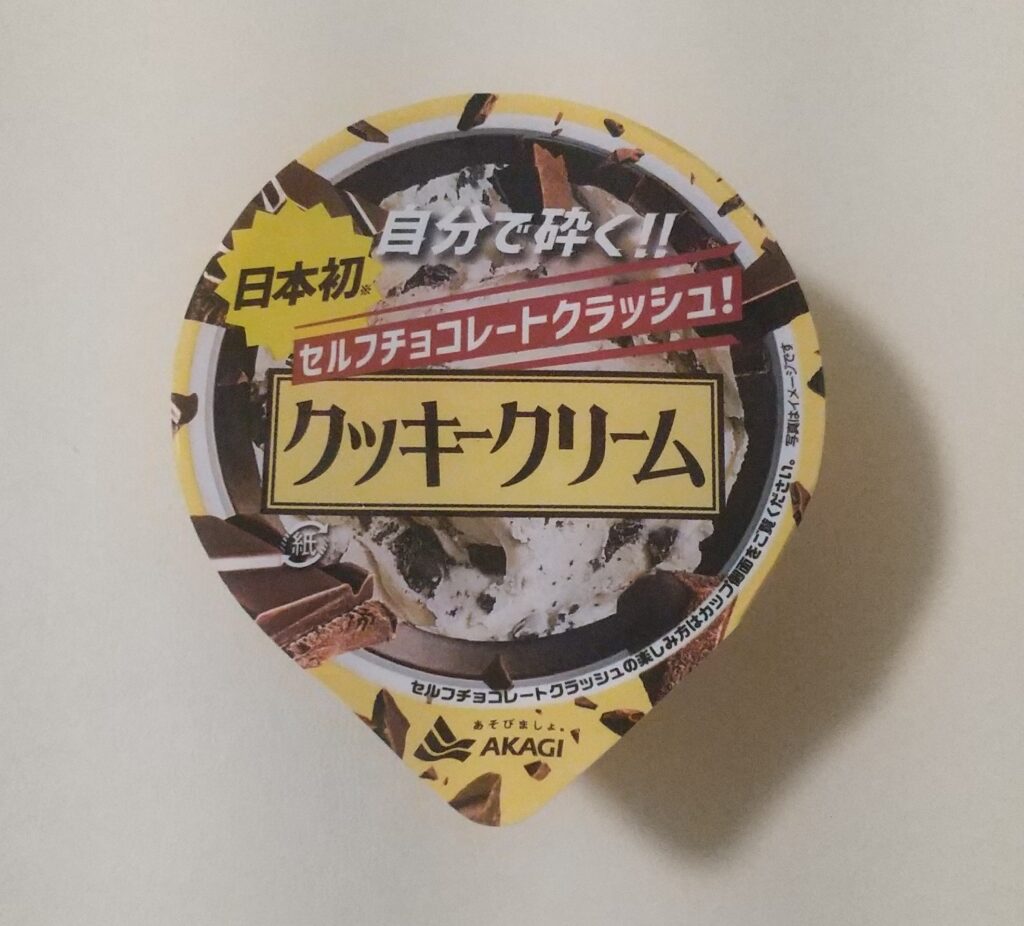 自分で砕く!!
日本初※
セルフチョコレートクラッシュ!
クッキークリーム
紙
写真はイメージです
セルフチョコレートクラッシュの楽しみ方はカップ側面をご覧ください。
あそびましょ。
AKAGI